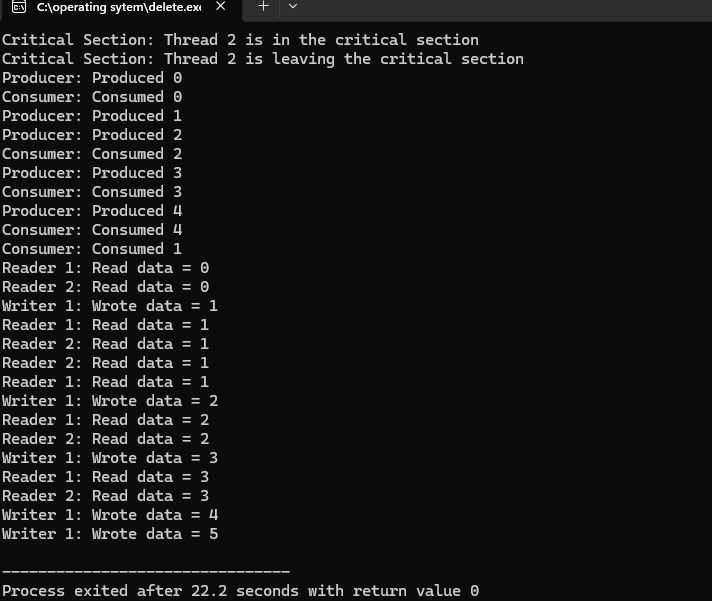 C:\operating sytem\delete.exe
Critical Section: Thread 2 is in the critical section
Critical Section: Thread 2 is leaving the critical section
Producer: Produced 0
Consumer: Consumed 0
Producer: Produced 1
Producer: Produced 2
Consumer: Consumed 2
Producer: Produced 3
Consumer: Consumed 3
Producer: Produced 4
Consumer: Consumed 4
Consumer: Consumed 1
Reader 1: Read data = 0
Reader 2: Read data = 0
Writer 1: Wrote data = 1
Reader 1: Read data = 1
Reader 2: Read data = 1
Reader 2: Read data = 1
Reader 1: Read data = 1
Writer 1: Wrote data = 2
Reader 1: Read data = 2
Reader 2: Read data = 2
Writer 1: Wrote data = 3
Reader 1: Read data = 3
Reader 2: Read data = 3
Writer 1: Wrote data = 4
Writer 1: Wrote data = 5
--------------------------------
Process exited after 22.2 seconds with return value 0